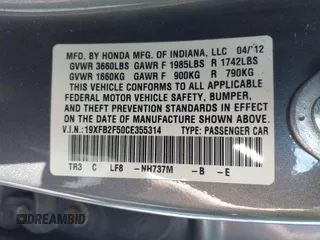 MFD. BY HONDA MFG. OF INDIANA, LLC 04/12
GVWR 3660LBS GAWR F 1985LBS R 1742LBS
GVWR 1660KG GAWR F 900KG R 790KG
THIS VEHICLE CONFORMS TO ALL APPLICABLE
FEDERAL MOTOR VEHICLE SAFETY, BUMPER,
AND THEFT PREVENTION STANDARDS IN EFFECT
ON THE DATE OF MANUFACTURE SHOWN ABOVE.
V.I.N.: 19XFB2F50CE355314 TYPE: PASSENGER CAR
TR3 C LF8 -NH737M -B -E
DREAMBID